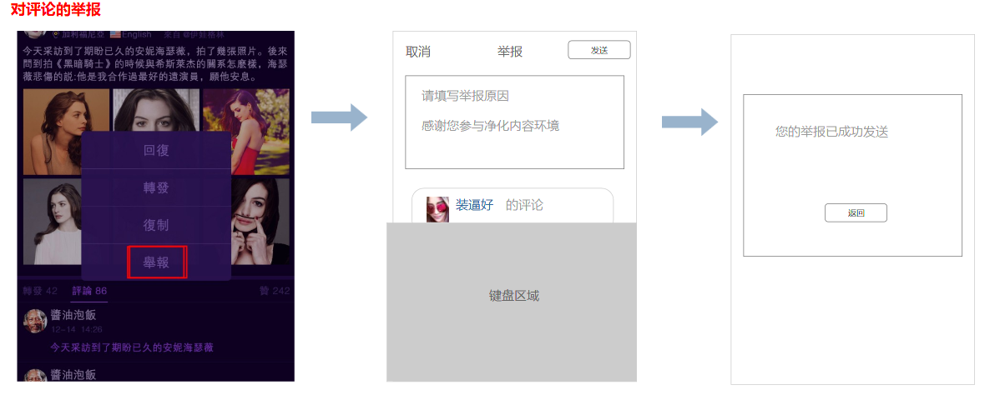 对评论的举报
加利福尼亞 English 來自 @伊妖格林
今天采訪到了期盼已久的安妮海瑟薇，拍了幾張照片。後來
問到拍《黑暗騎士》的時候與希斯萊杰的關系怎麽樣，海瑟
薇悲傷的説:他是我合作過最好的遠演員，願他安息。
回復
轉發
復制
舉報
轉發 42 評論 86 贊 242
醬油泡飯
12-14 14:26
今天采訪到了期盼已久的安妮海瑟薇
醬油泡飯
取消 举报 发送
请填写举报原因
感谢您参与净化内容环境
装逼好 的评论
键盘区域
您的举报已成功发送
返回